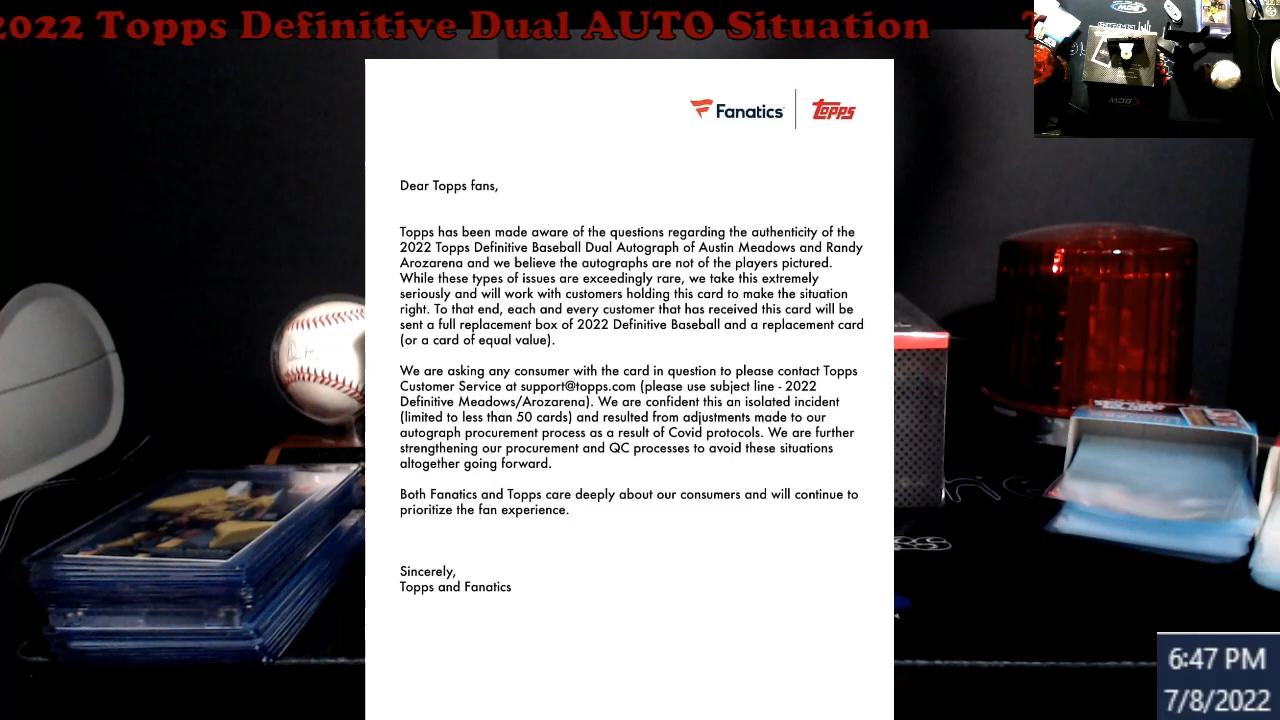 2022 Topps Definitive Dual AUTO Situation
Fanatics
Topps
Dear Topps fans,
Topps has been made aware of the questions regarding the authenticity of the
2022 Topps Definitive Baseball Dual Autograph of Austin Meadows and Randy
Arozarena and we believe the autographs are not of the players pictured.
While these types of issues are exceedingly rare, we take this extremely
seriously and will work with customers holding this card to make the situation
right. To that end, each and every customer that has received this card will be
sent a full replacement box of 2022 Definitive Baseball and a replacement card
(or a card of equal value).
We are asking any consumer with the card in question to please contact Topps
Customer Service at support@topps.com (please use subject line - 2022
Definitive Meadows/Arozarena). We are confident this an isolated incident
(limited to less than 50 cards) and resulted from adjustments made to our
autograph procurement process as a result of Covid protocols. We are further
strengthening our procurement and QC processes to avoid these situations
altogether going forward.
Both Fanatics and Topps care deeply about our consumers and will continue to
prioritize the fan experience.
Sincerely,
Topps and Fanatics
6:47 PM
7/8/2022